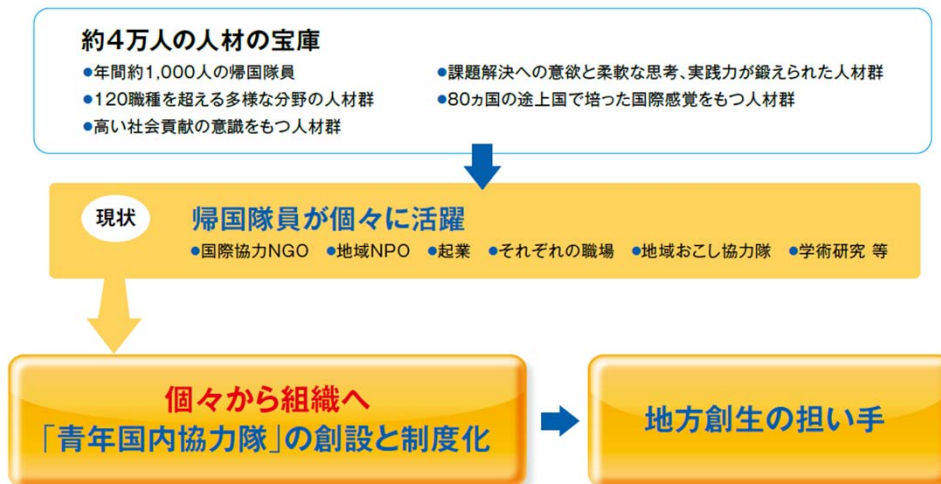 約4万人の人材の宝庫
●年間約1,000人の帰国隊員
●120職種を超える多様な分野の人材群
●高い社会貢献の意識をもつ人材群
●課題解決への意欲と柔軟な思考、実践力が鍛えられた人材群
●80ヵ国の途上国で培った国際感覚をもつ人材群
現状
帰国隊員が個々に活躍
●国際協力NGO ●地域NPO ●起業 ●それぞれの職場 ●地域おこし協力隊 ●学術研究 等
個々から組織へ
「青年国内協力隊」の創設と制度化
地方創生の担い手